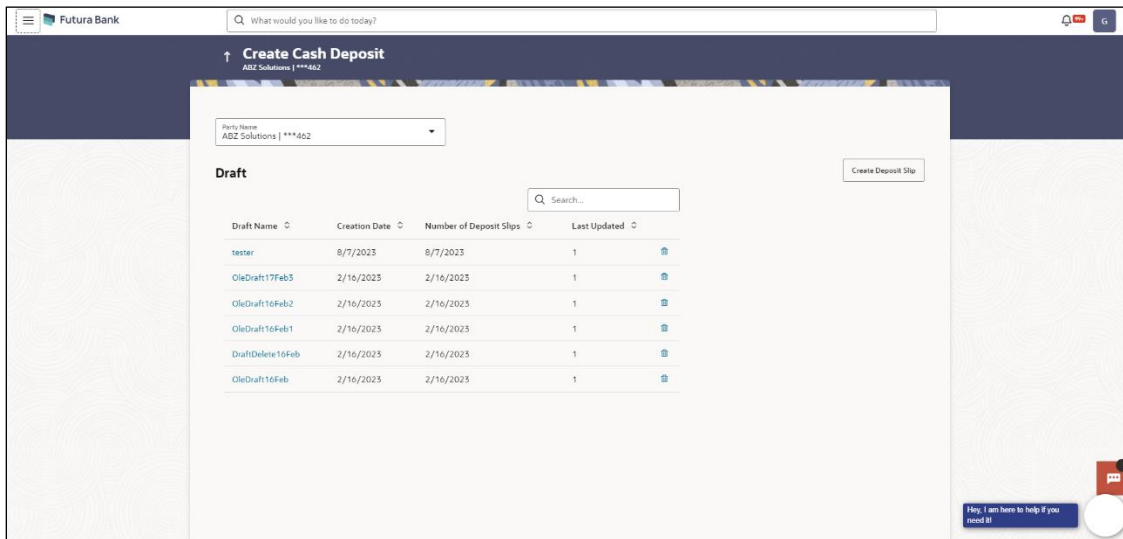 Futura Bank
What would you like to do today?
99+
G
Create Cash Deposit
ABZ Solutions | ***462
Party Name
ABZ Solutions | ***462
Draft
Create Deposit Slip
Search...
Draft Name Creation Date Number of Deposit Slips Last Updated
tester 8/7/2023 8/7/2023 1
OleDraft17Feb3 2/16/2023 2/16/2023 1
OleDraft16Feb2 2/16/2023 2/16/2023 1
OleDraft16Feb1 2/16/2023 2/16/2023 1
DraftDelete16Feb 2/16/2023 2/16/2023 1
OleDraft16Feb 2/16/2023 2/16/2023 1
Hey, I am here to help if you
need it!